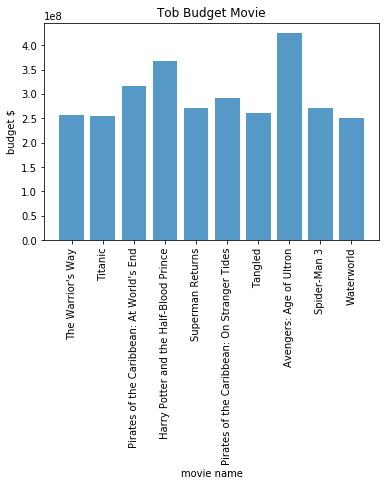 Tob Budget Movie
1e8
4.0
3.5
3.0
2.5
2.0
1.5
1.0
0.5
0.0
budget $
The Warrior's Way
Titanic
Pirates of the Caribbean: At World's End
Harry Potter and the Half-Blood Prince
Superman Returns
Pirates of the Caribbean: On Stranger Tides
Tangled
Avengers: Age of Ultron
Spider-Man 3
Waterworld
movie name